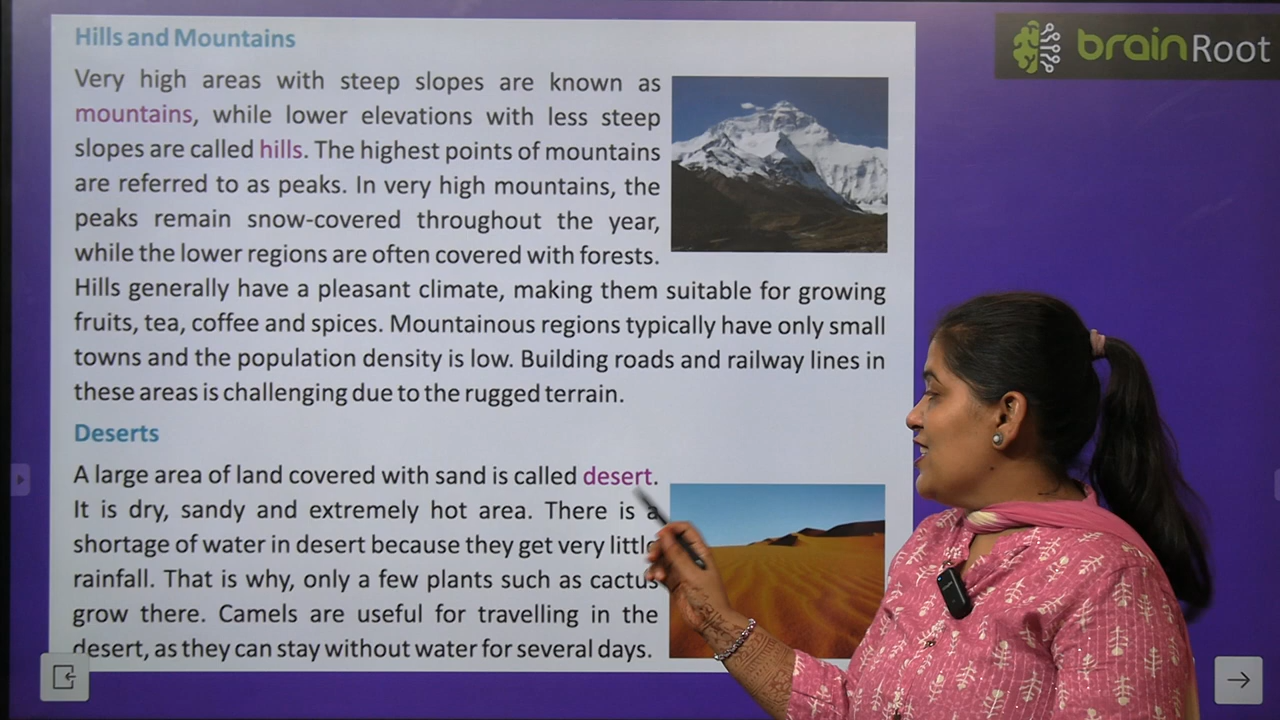 Hills and Mountains
brainRoot
Very high areas with steep slopes are known as
mountains, while lower elevations with less steep
slopes are called hills. The highest points of mountains
are referred to as peaks. In very high mountains, the
peaks remain snow-covered throughout the year,
while the lower regions are often covered with forests.
Hills generally have a pleasant climate, making them suitable for growing
fruits, tea, coffee and spices. Mountainous regions typically have only small
towns and the population density is low. Building roads and railway lines in
these areas is challenging due to the rugged terrain.
Deserts
A large area of land covered with sand is called desert.
It is dry, sandy and extremely hot area. There is a
shortage of water in desert because they get very little
rainfall. That is why, only a few plants such as cactus
grow there. Camels are useful for travelling in the
desert, as they can stay without water for several days.